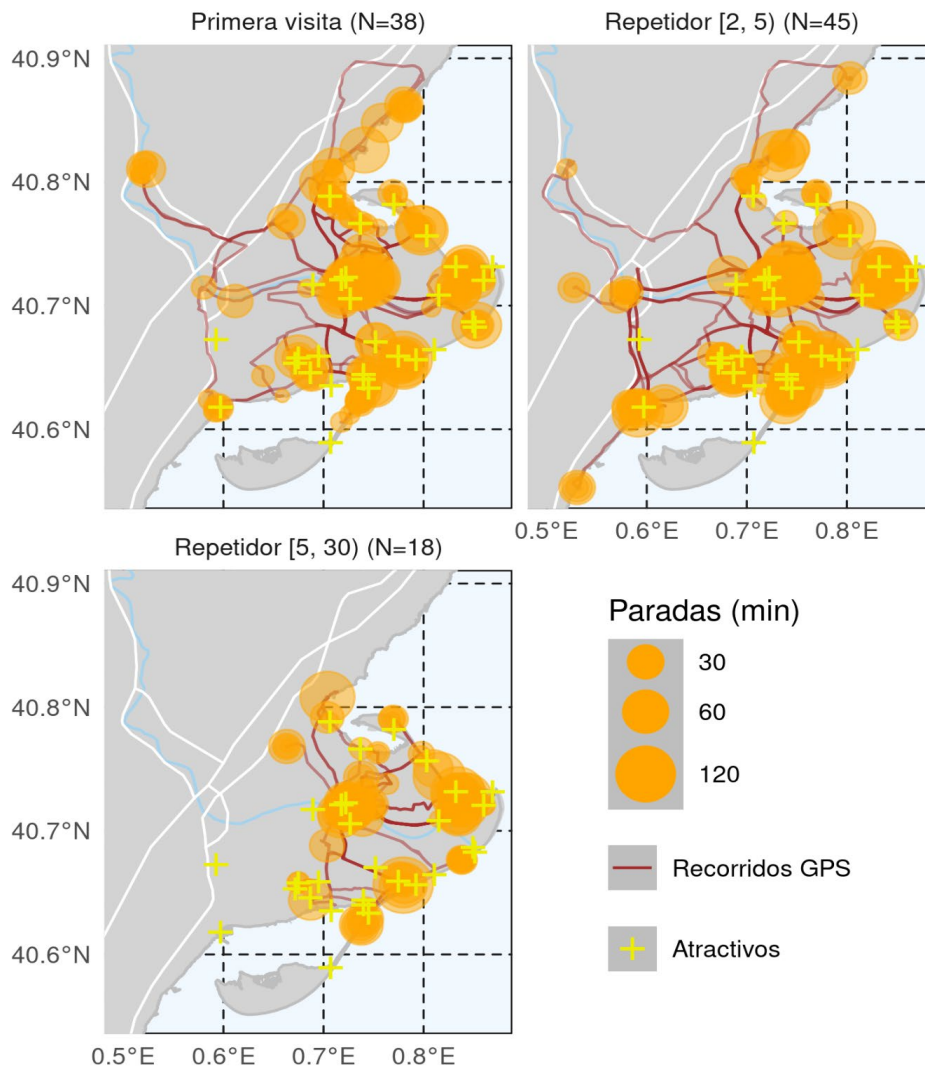 Primera visita (N=38)
Repetidor [2, 5) (N=45)
40.9°N
40.8°N
40.7°N
40.6°N
0.5°E 0.6°E 0.7°E 0.8°E
Repetidor [5, 30) (N=18)
40.9°N
40.8°N
40.7°N
40.6°N
0.5°E 0.6°E 0.7°E 0.8°E
Paradas (min)
30
60
120
Recorridos GPS
Atractivos